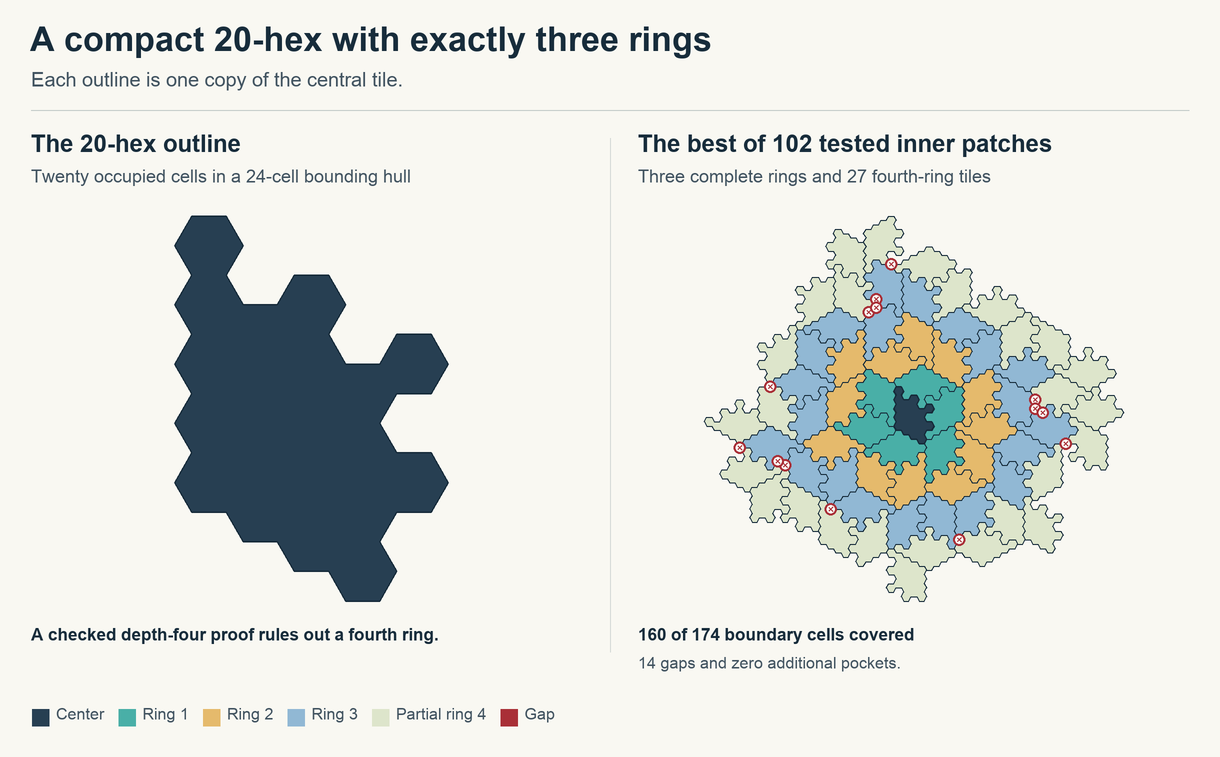 A compact 20-hex with exactly three rings
Each outline is one copy of the central tile.
The 20-hex outline
Twenty occupied cells in a 24-cell bounding hull
A checked depth-four proof rules out a fourth ring.
The best of 102 tested inner patches
Three complete rings and 27 fourth-ring tiles
160 of 174 boundary cells covered
14 gaps and zero additional pockets.
Center Ring 1 Ring 2 Ring 3 Partial ring 4 Gap